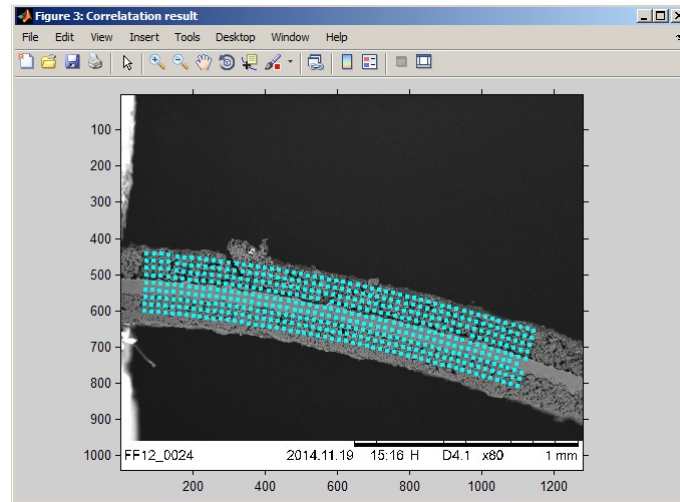 Figure 3: Correlatation result
File Edit View Insert Tools Desktop Window Help
100
200
300
400
500
600
700
800
900
1000
FF12_0024 2014.11.19 15:16 H D4.1 x80 1 mm
200 400 600 800 1000 1200